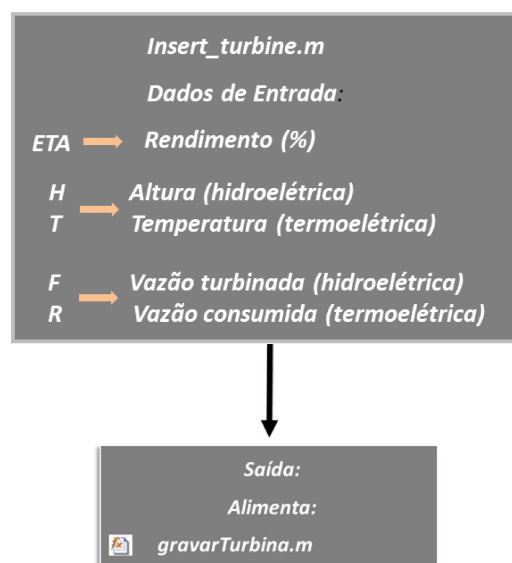 Insert_turbine.m
Dados de Entrada:
ETA Rendimento (%)
H Altura (hidroelétrica)
T Temperatura (termoelétrica)
F Vazão turbinada (hidroelétrica)
R Vazão consumida (termoelétrica)
Saída:
Alimenta:
gravarTurbina.m